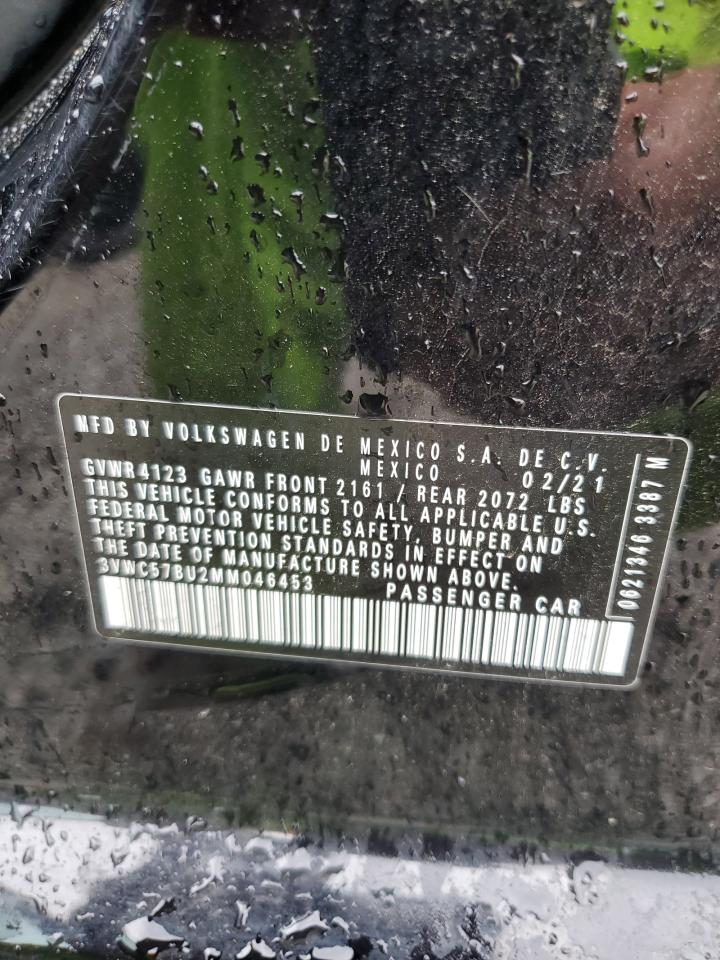 MFD BY VOLKSWAGEN DE MEXICO S.A. DE C.V.
MEXICO 02/21
GVWR 4123 GAWR FRONT 2161 / REAR 2072 LBS
THIS VEHICLE CONFORMS TO ALL APPLICABLE U.S.
FEDERAL MOTOR VEHICLE SAFETY, BUMPER AND
THEFT PREVENTION STANDARDS IN EFFECT ON
THE DATE OF MANUFACTURE SHOWN ABOVE.
3VWC57BU2MM046453 PASSENGER CAR
0621346 3387 M